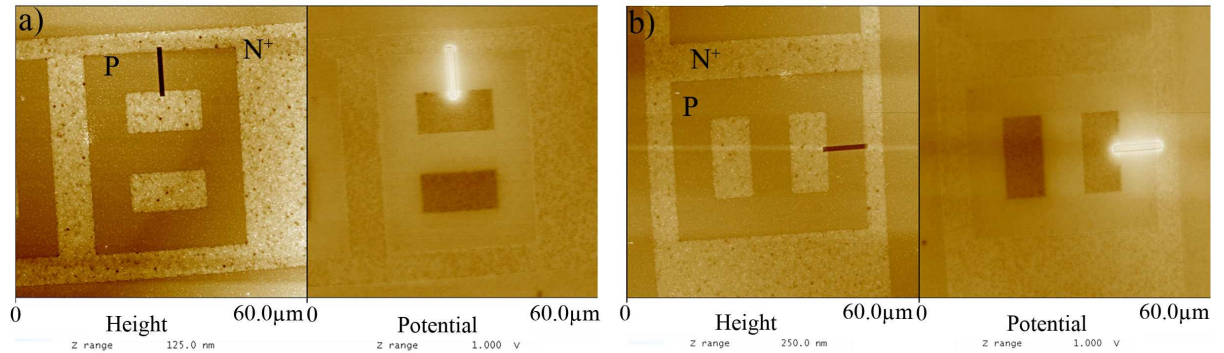 a)
P
N+
b)
N+
P
0
Height
60.0µm
0
Potential
60.0µm
0
Height
60.0µm
0
Potential
60.0µm
Z range 125.0 nm
Z range 1.000 V
Z range 250.0 nm
Z range 1.000 V